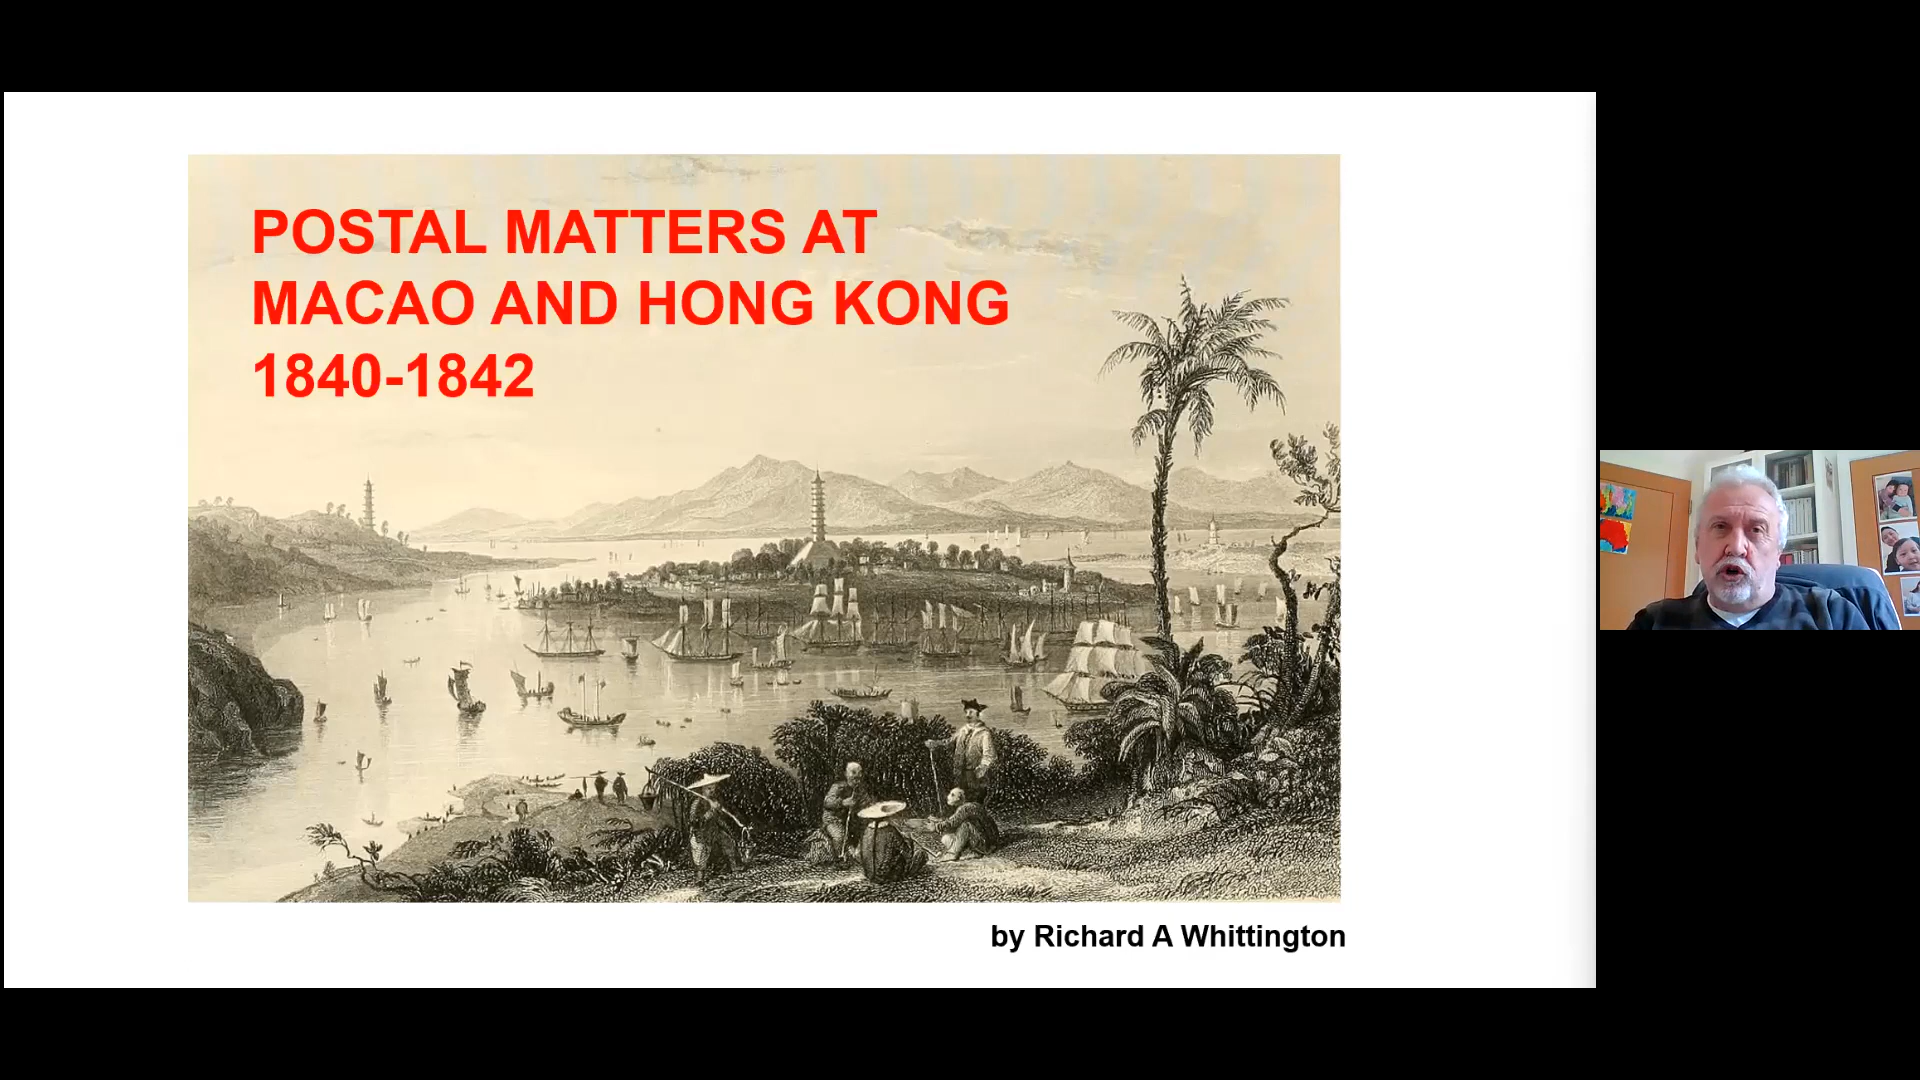 POSTAL MATTERS AT
MACAO AND HONG KONG
1840-1842
by Richard A Whittington